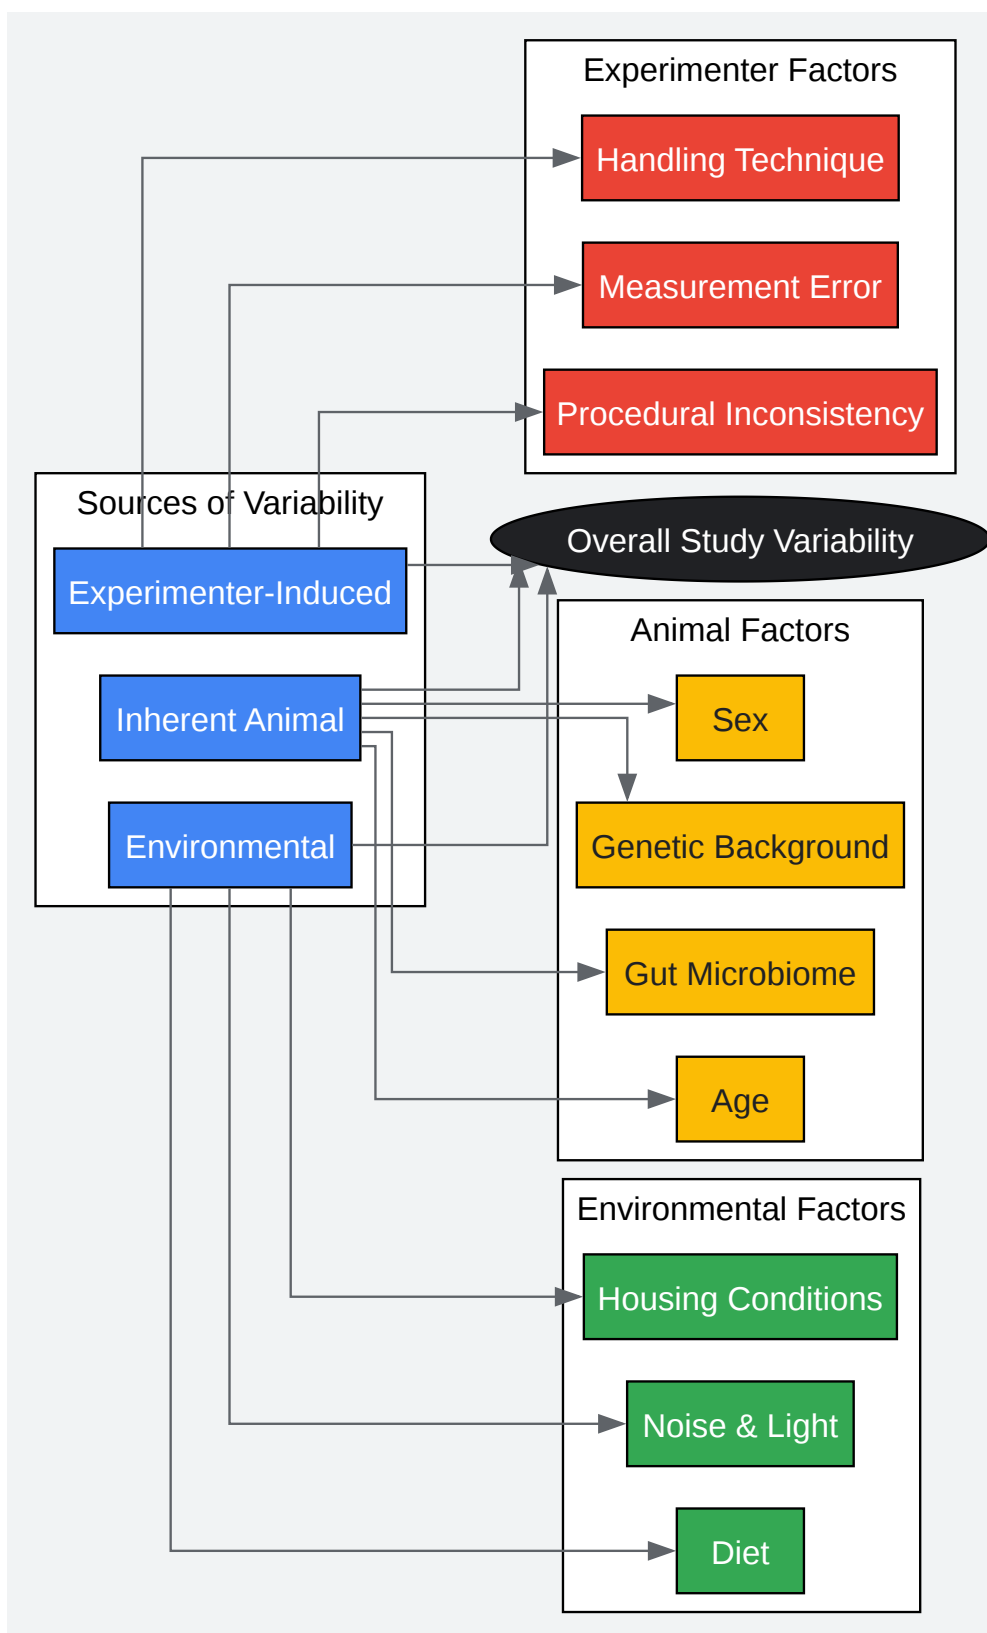 Experimenter Factors
Handling Technique
Measurement Error
Procedural Inconsistency
Sources of Variability
Experimenter-Induced
Inherent Animal
Environmental
Overall Study Variability
Animal Factors
Sex
Genetic Background
Gut Microbiome
Age
Environmental Factors
Housing Conditions
Noise & Light
Diet